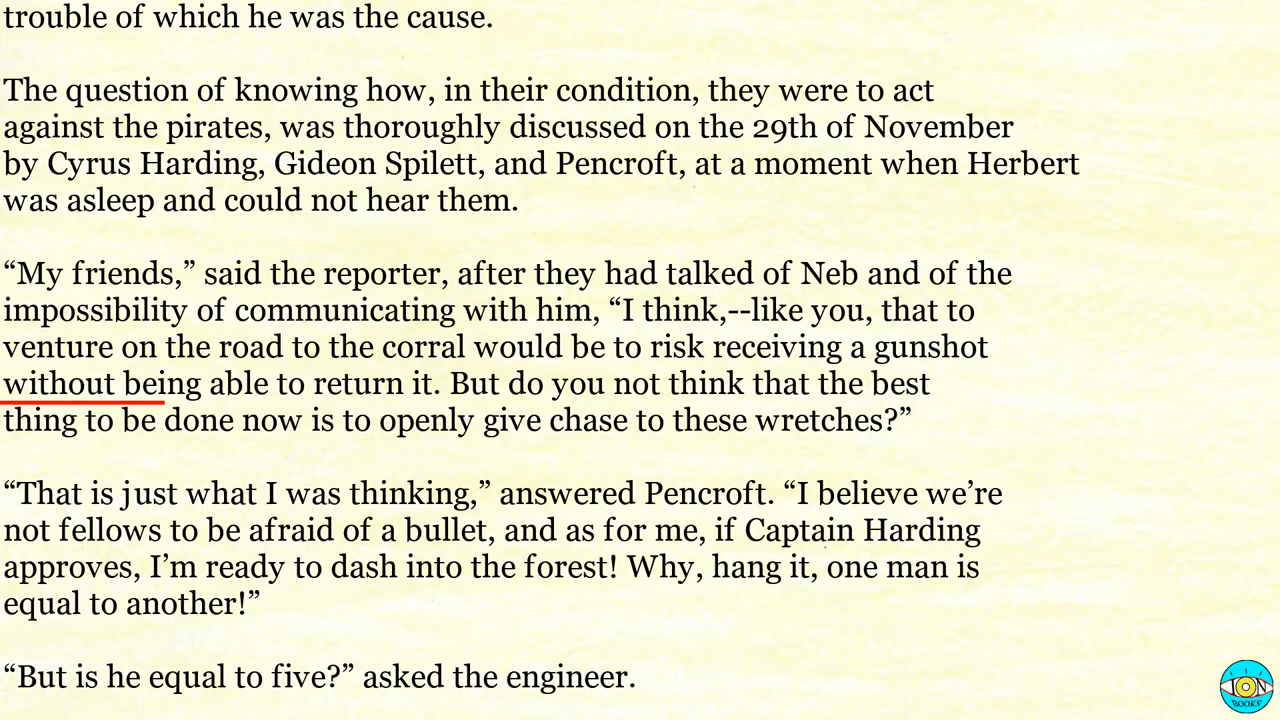 trouble of which he was the cause.
The question of knowing how, in their condition, they were to act
against the pirates, was thoroughly discussed on the 29th of November
by Cyrus Harding, Gideon Spilett, and Pencroft, at a moment when Herbert
was asleep and could not hear them.
“My friends,” said the reporter, after they had talked of Neb and of the
impossibility of communicating with him, “I think,--like you, that to
venture on the road to the corral would be to risk receiving a gunshot
without being able to return it. But do you not think that the best
thing to be done now is to openly give chase to these wretches?”
“That is just what I was thinking,” answered Pencroft. “I believe we’re
not fellows to be afraid of a bullet, and as for me, if Captain Harding
approves, I’m ready to dash into the forest! Why, hang it, one man is
equal to another!”
“But is he equal to five?” asked the engineer.
ION
BOOKS